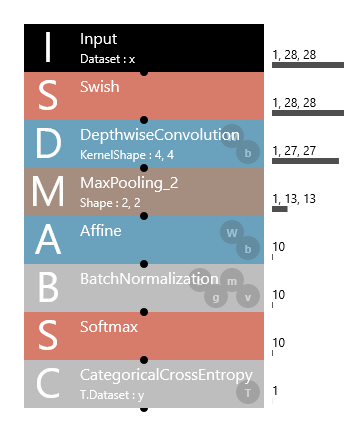 I Input 1, 28, 28
Dataset : x
S Swish 1, 28, 28
D DepthwiseConvolution W 1, 27, 27
KernelShape : 4, 4 b
M MaxPooling_2 1, 13, 13
Shape : 2, 2
A Affine W 10
b
B BatchNormalization b m 10
g v
S Softmax 10
C CategoricalCrossEntropy 1
T.Dataset : y T